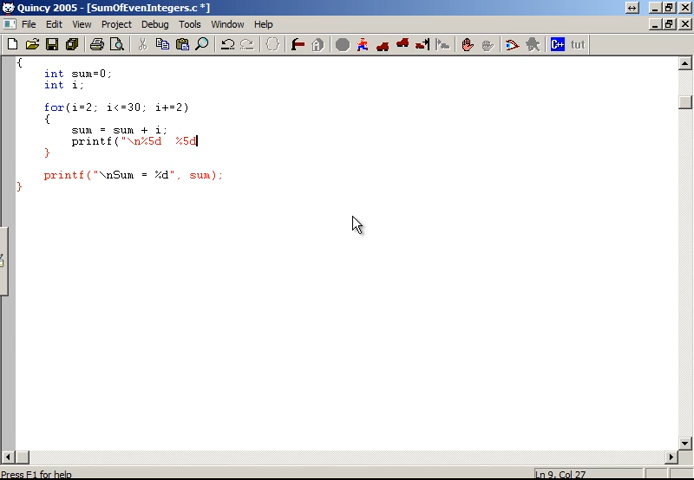 Quincy 2005 - [SumOfEvenIntegers.c *]
File Edit View Project Debug Tools Window Help
C++ tut
{
int sum=0;
int i;
for(i=2; i<=30; i+=2)
{
sum = sum + i;
printf("\n%5d  %5d
}
printf("\nSum = %d", sum);
}
Press F1 for help
Ln 9, Col 27